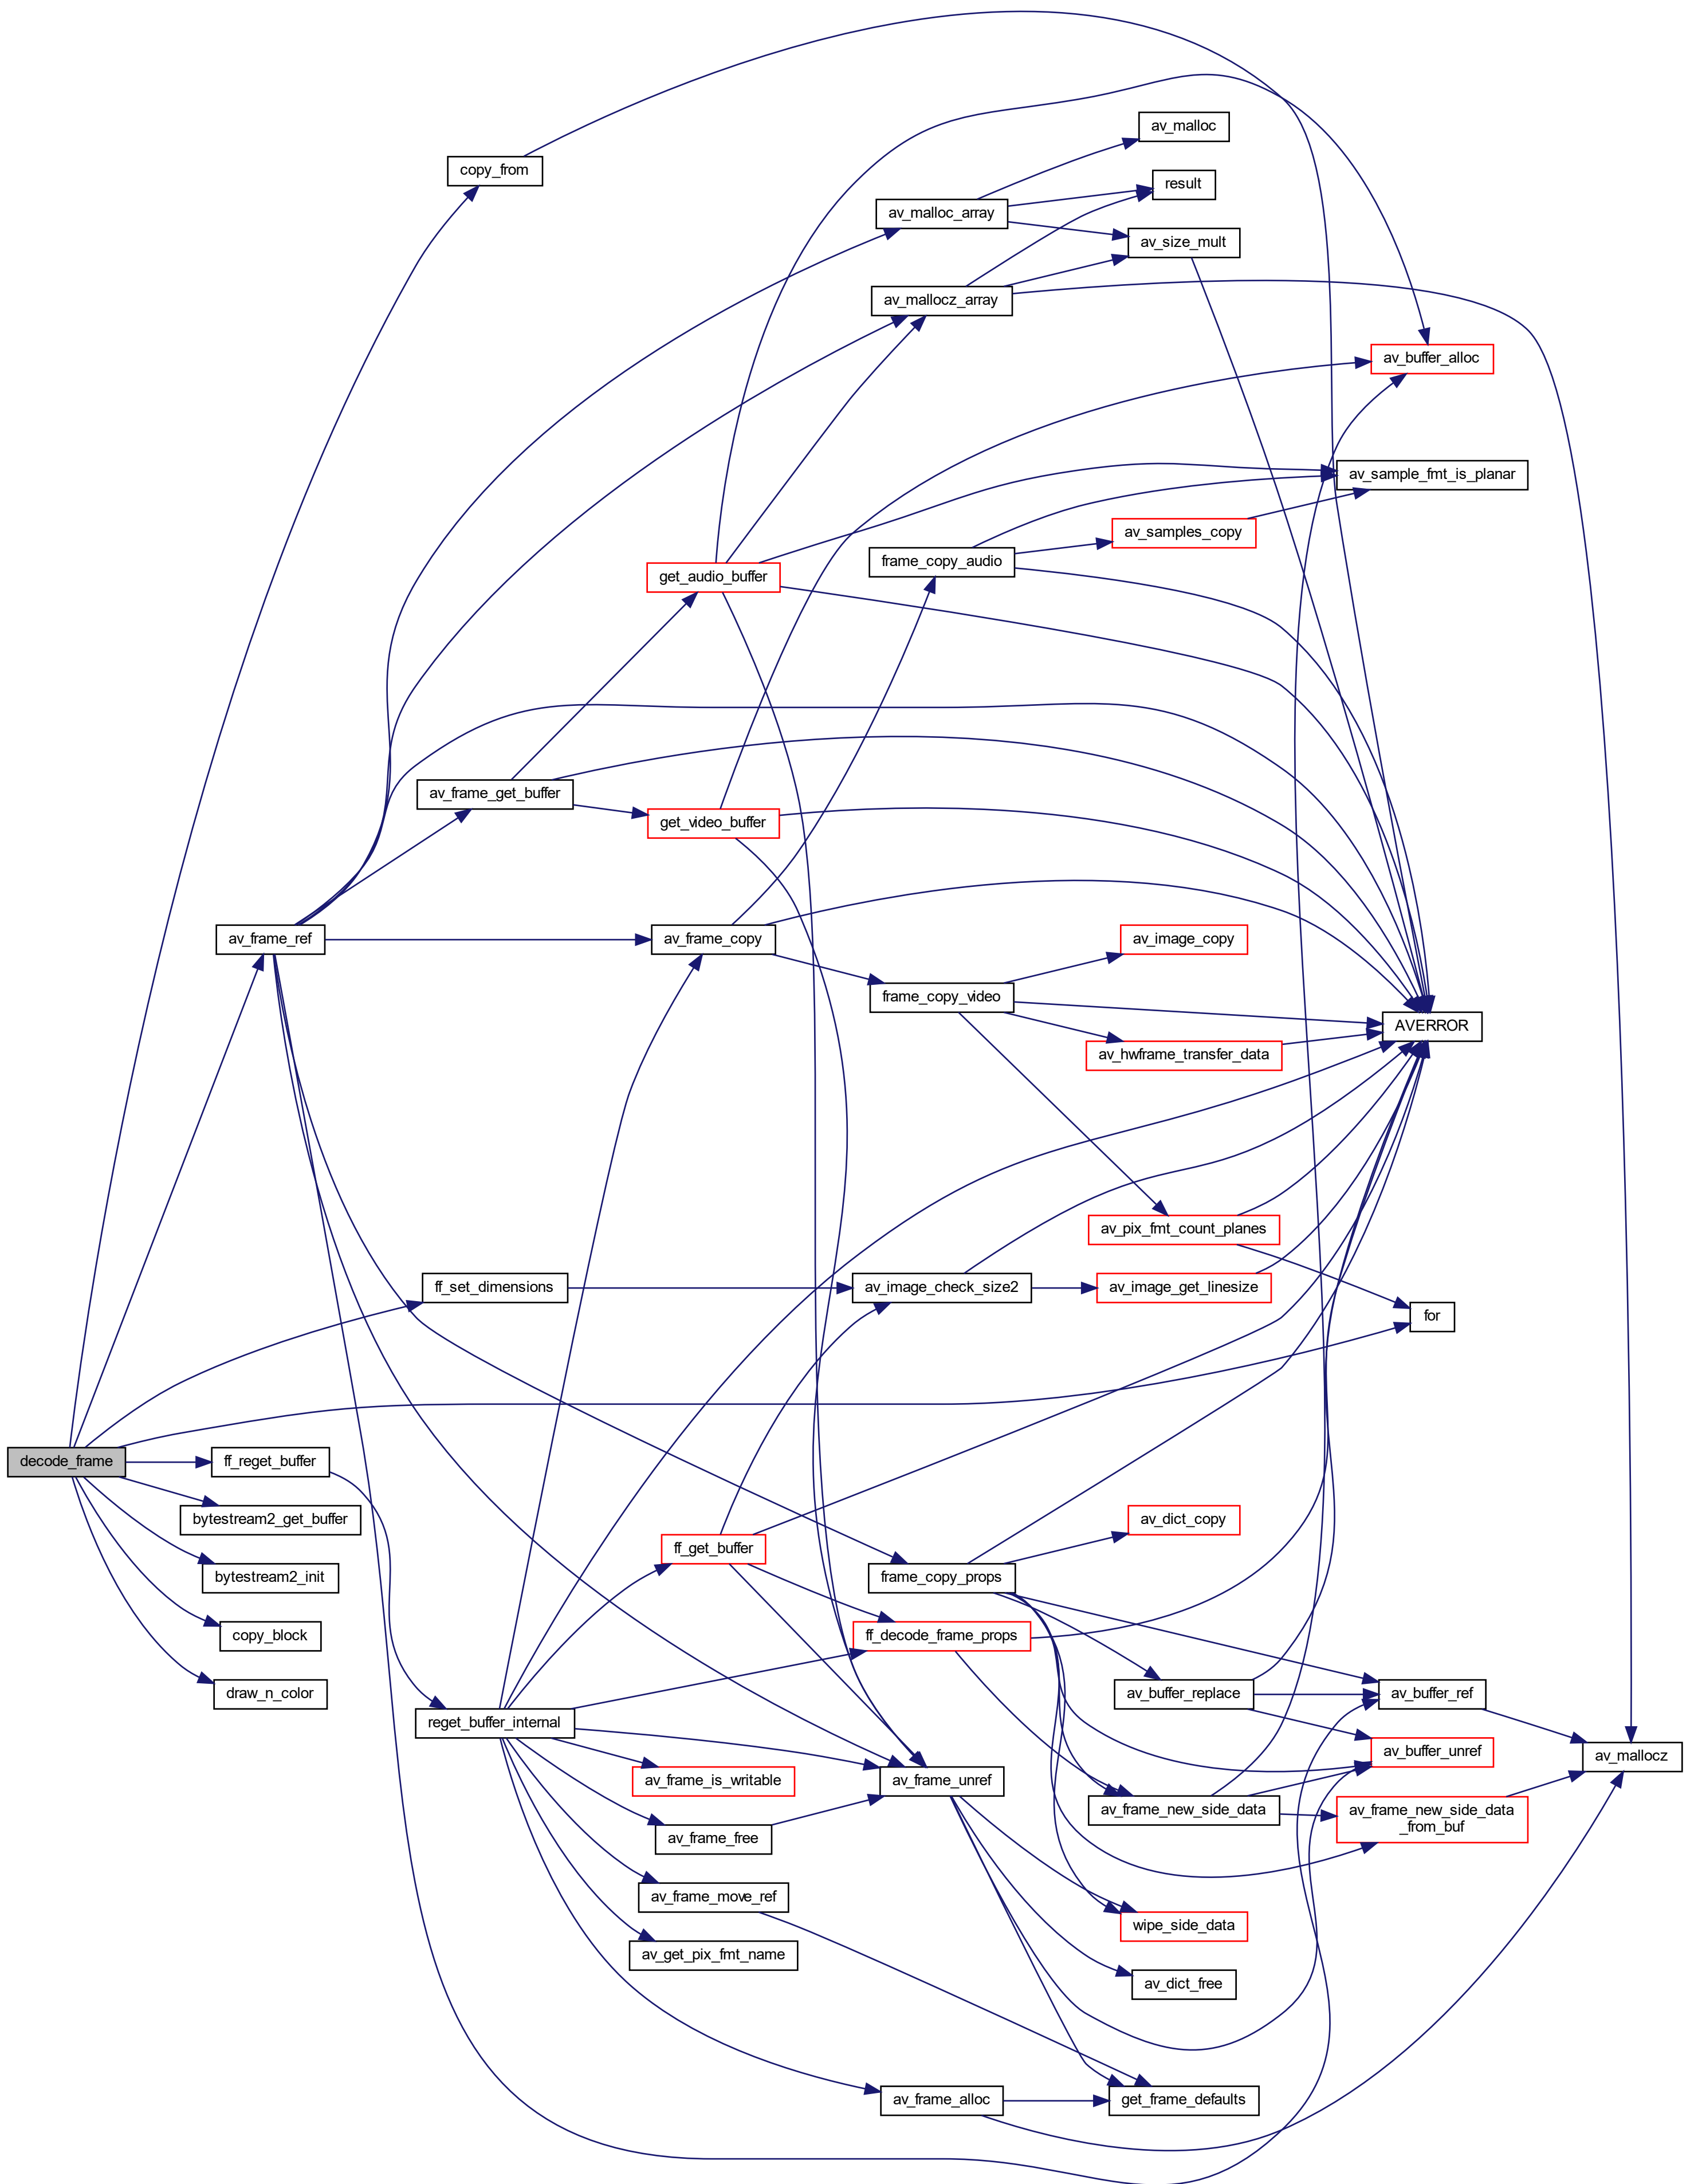 copy_from
av_malloc
result
av_malloc_array
av_size_mult
av_mallocz_array
av_buffer_alloc
av_sample_fmt_is_planar
av_samples_copy
frame_copy_audio
get_audio_buffer
av_frame_get_buffer
get_video_buffer
av_frame_ref
av_frame_copy
av_image_copy
frame_copy_video
AVERROR
av_hwframe_transfer_data
av_pix_fmt_count_planes
ff_set_dimensions
av_image_check_size2
av_image_get_linesize
for
decode_frame
ff_reget_buffer
bytestream2_get_buffer
av_dict_copy
ff_get_buffer
bytestream2_init
frame_copy_props
copy_block
ff_decode_frame_props
draw_n_color
av_buffer_replace
av_buffer_ref
reget_buffer_internal
av_buffer_unref
av_mallocz
av_frame_is_writable
av_frame_unref
av_frame_new_side_data
av_frame_new_side_data
_from_buf
av_frame_free
av_frame_move_ref
wipe_side_data
av_get_pix_fmt_name
av_dict_free
av_frame_alloc
get_frame_defaults